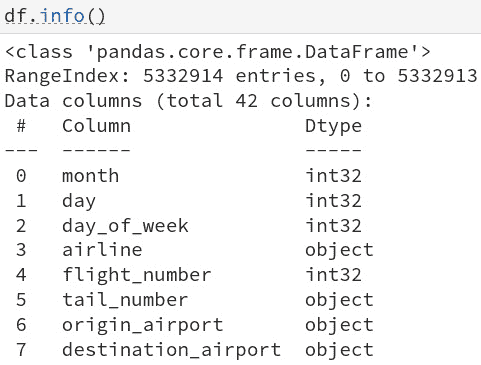 df.info()
<class 'pandas.core.frame.DataFrame'>
RangeIndex: 5332914 entries, 0 to 5332913
Data columns (total 42 columns):
 #   Column               Dtype
---  ------               -----
 0   month                int32
 1   day                  int32
 2   day_of_week          int32
 3   airline              object
 4   flight_number        int32
 5   tail_number          object
 6   origin_airport       object
 7   destination_airport  object